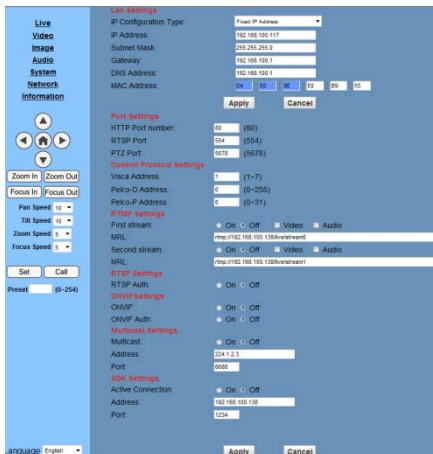 Live
Video
Image
Audio
System
Network
Information
Zoom In Zoom Out
Focus In Focus Out
Pan Speed 10
Tilt Speed 10
Zoom Speed 5
Focus Speed 5
Set Call
Preset (0~254)
anguage English
Lan Settings
IP Configuration Type: Fixed IP Address
IP Address: 192.168.100.117
Subnet Mask: 255.255.255.0
Gateway: 192.168.100.1
DNS Address: 192.168.100.1
MAC Address: D4 E0 8E E0 B9 55
Apply Cancel
Port Settings
HTTP Port number: 80 (80)
RTSP Port 554 (554)
PTZ Port: 5678 (5678)
Control Protocol Settings
Visca Address: 1 (1~7)
Pelco-D Address: 0 (0~255)
Pelco-P Address: 0 (0~31)
RTMP Settings
First stream: On Off Video Audio
MRL: rtmp://192.168.100.138/live/stream0
Second stream: On Off Video Audio
MRL: rtmp://192.168.100.138/live/stream1
RTSP Settings
RTSP Auth: On Off
ONVIFSettings
ONVIF: On Off
ONVIF Auth: On Off
Multicast Settings
Multicast: On Off
Address: 224.1.2.3
Port: 6688
SDK Settings
Active Connection: On Off
Address: 192.168.100.138
Port: 1234
Apply Cancel